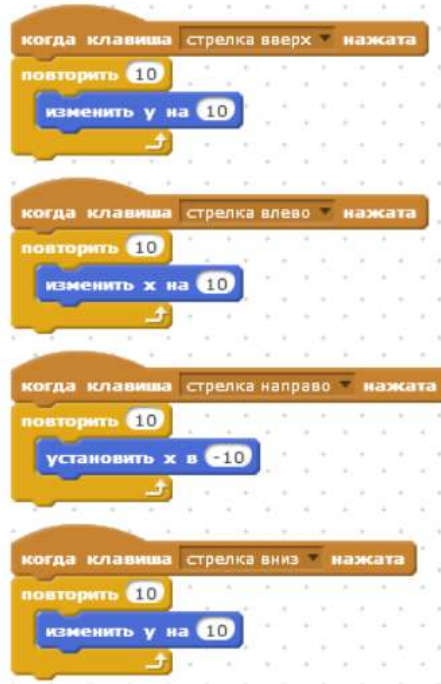 когда клавиша стрелка вверх нажата
повторить 10
изменить y на 10
когда клавиша стрелка влево нажата
повторить 10
изменить x на 10
когда клавиша стрелка направо нажата
повторить 10
установить x в -10
когда клавиша стрелка вниз нажата
повторить 10
изменить y на 10